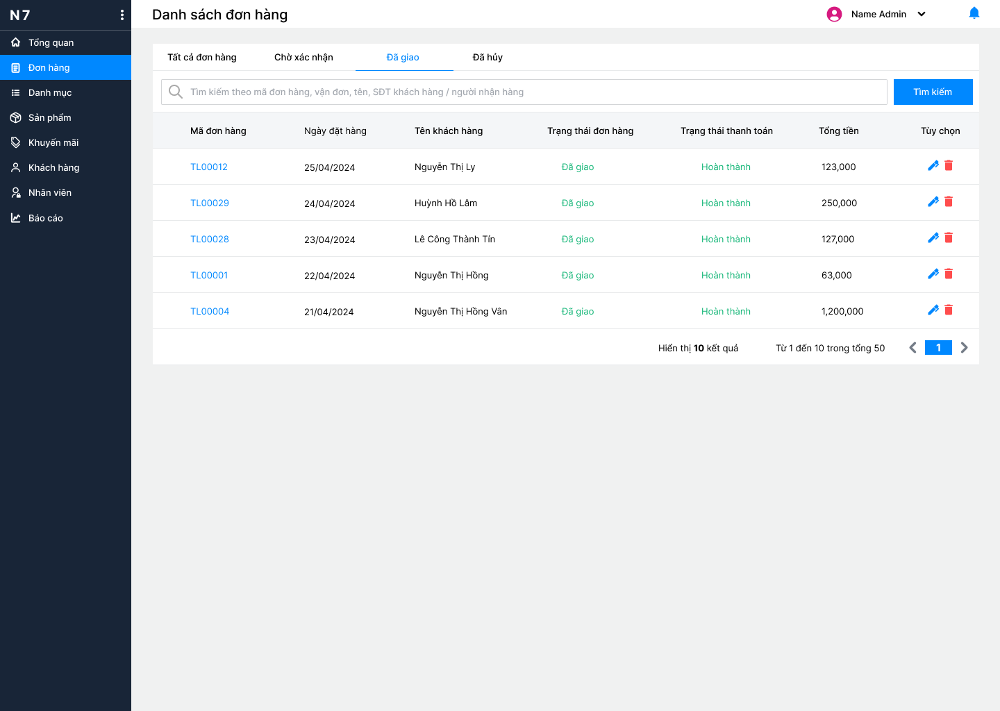 N7
Danh sách đơn hàng
Name Admin
Tổng quan
Đơn hàng
Danh mục
Sản phẩm
Khuyến mãi
Khách hàng
Nhân viên
Báo cáo
Tất cả đơn hàng Chờ xác nhận Đã giao Đã hủy
Tìm kiếm theo mã đơn hàng, vận đơn, tên, SĐT khách hàng / người nhận hàng
Tìm kiếm
Mã đơn hàng Ngày đặt hàng Tên khách hàng Trạng thái đơn hàng Trạng thái thanh toán Tổng tiền Tùy chọn
TL00012 25/04/2024 Nguyễn Thị Ly Đã giao Hoàn thành 123,000
TL00029 24/04/2024 Huỳnh Hồ Lâm Đã giao Hoàn thành 250,000
TL00028 23/04/2024 Lê Công Thành Tín Đã giao Hoàn thành 127,000
TL00001 22/04/2024 Nguyễn Thị Hồng Đã giao Hoàn thành 63,000
TL00004 21/04/2024 Nguyễn Thị Hồng Vân Đã giao Hoàn thành 1,200,000
Hiển thị 10 kết quả Từ 1 đến 10 trong tổng 50 1